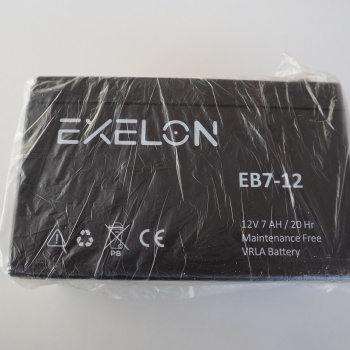 EXELON
EB7-12
12V 7 AH / 20 Hr
Maintenance Free
VRLA Battery
PB
CE